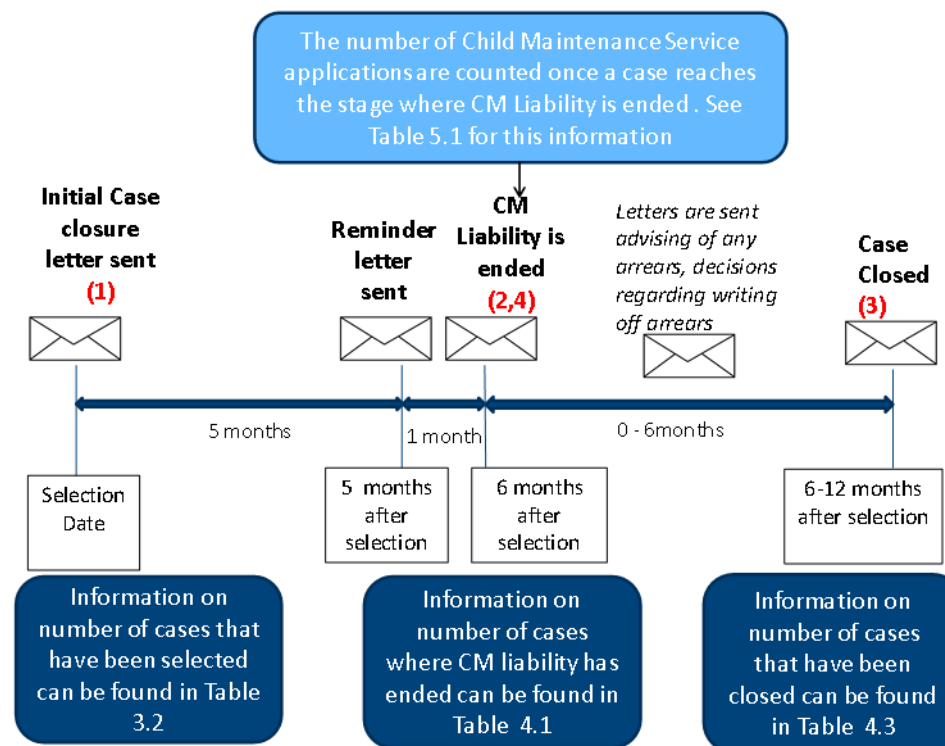 The number of Child Maintenance Service
applications are counted once a case reaches
the stage where CM Liability is ended . See
Table 5.1 for this information
Initial Case
closure
letter sent
(1)
Reminder
letter
sent
CM
Liability is
ended
(2,4)
Letters are sent
advising of any
arrears, decisions
regarding writing
off arrears
Case
Closed
(3)
5 months
1 month
0 - 6months
Selection
Date
5 months
after
selection
6 months
after
selection
6-12 months
after selection
Information on
number of cases that
have been selected
can be found in Table
3.2
Information on
number of cases
where CM liability has
ended can be found in
Table 4.1
Information on
number of cases
that have been
closed can be found
in Table 4.3